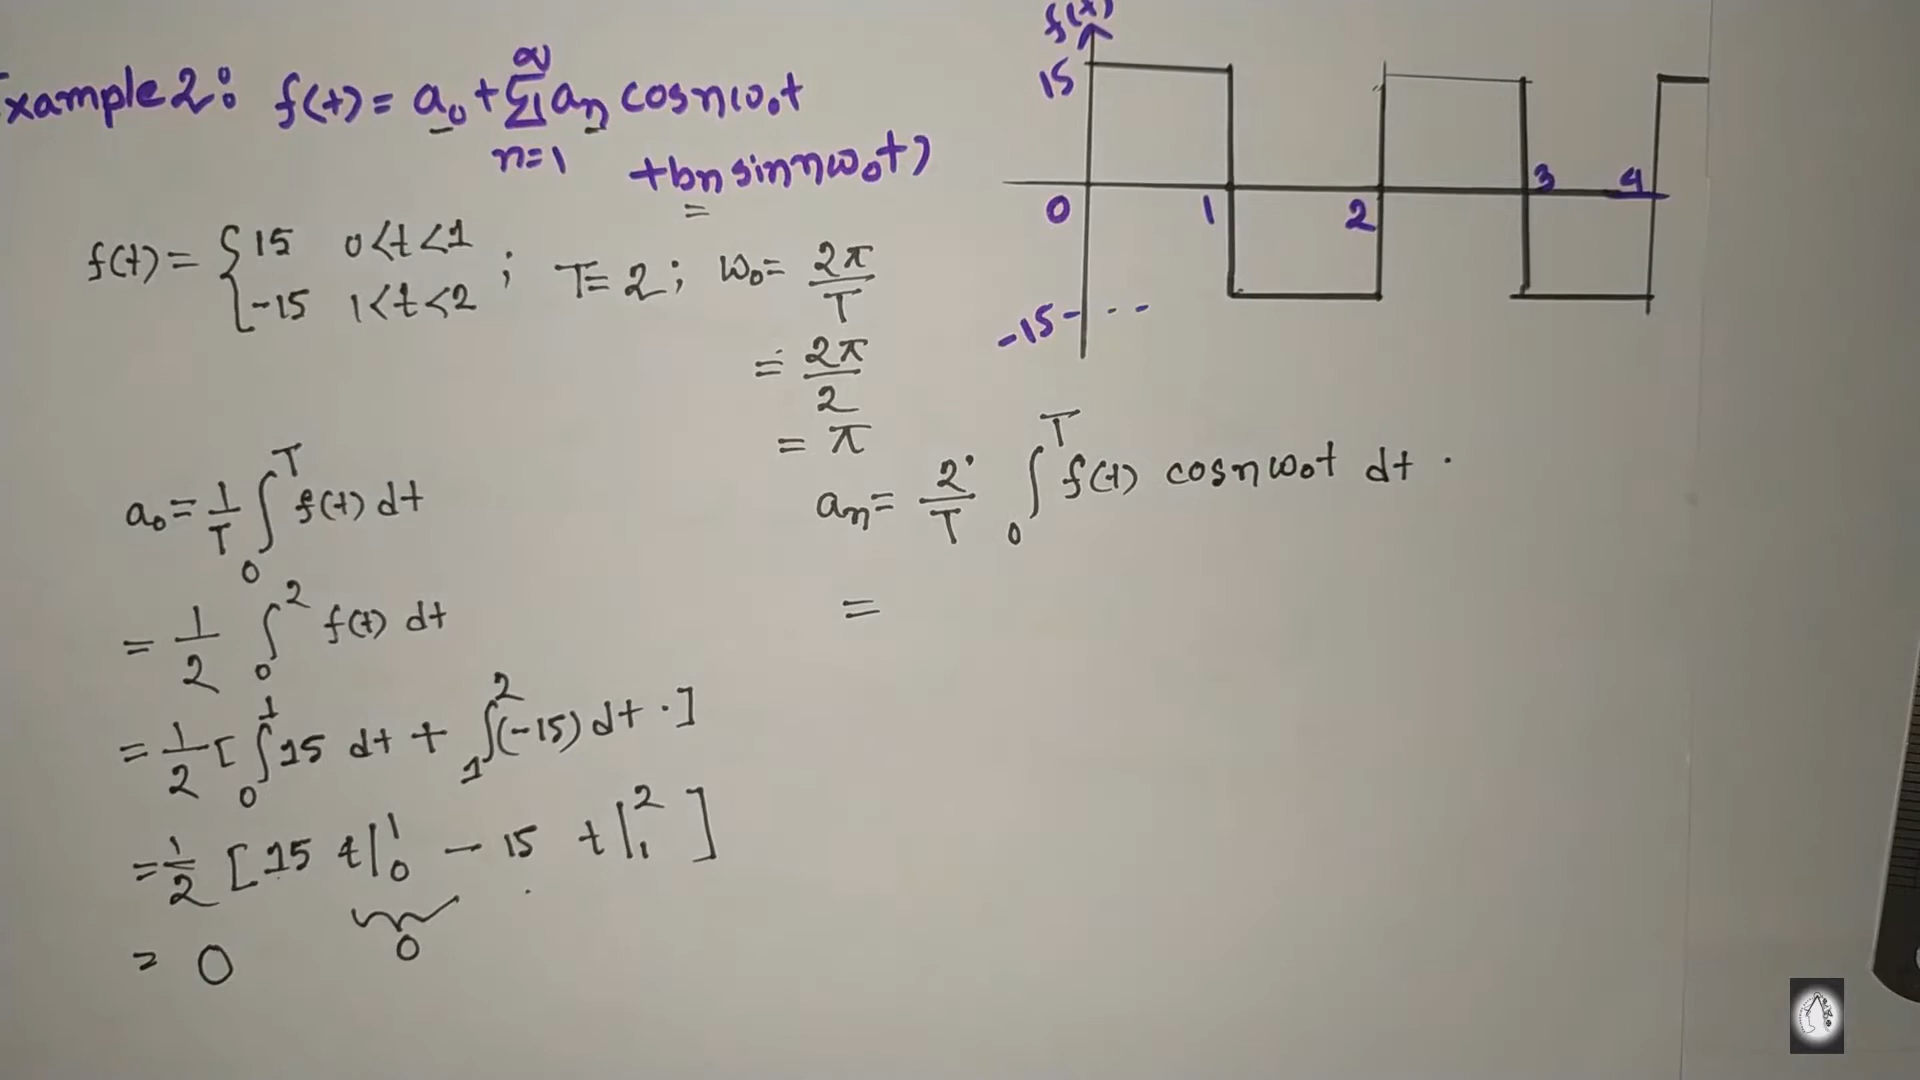 Example 2: f(t) = a₀ + ∞Σn=1 aₙ cos nω₀t
+ bₙ sin nω₀t)
f(t) = { 15 0<t<1
-15 1<t<2 ; T = 2 ; ω₀ = 2π/T
= 2π/2
= π
a₀ = 1/T ∫₀ᵀ f(t) dt
= 1/2 ∫₀² f(t) dt
= 1/2 [ ∫₀¹ 15 dt + ∫₁² (-15) dt . ]
= 1/2 [ 15 t|₀¹ - 15 t|₁² ]
0
= 0
aₙ = 2/T ∫₀ᵀ f(t) cos nω₀t dt .
=
f(t)
15
0 1 2 3 4
-15 - . - -